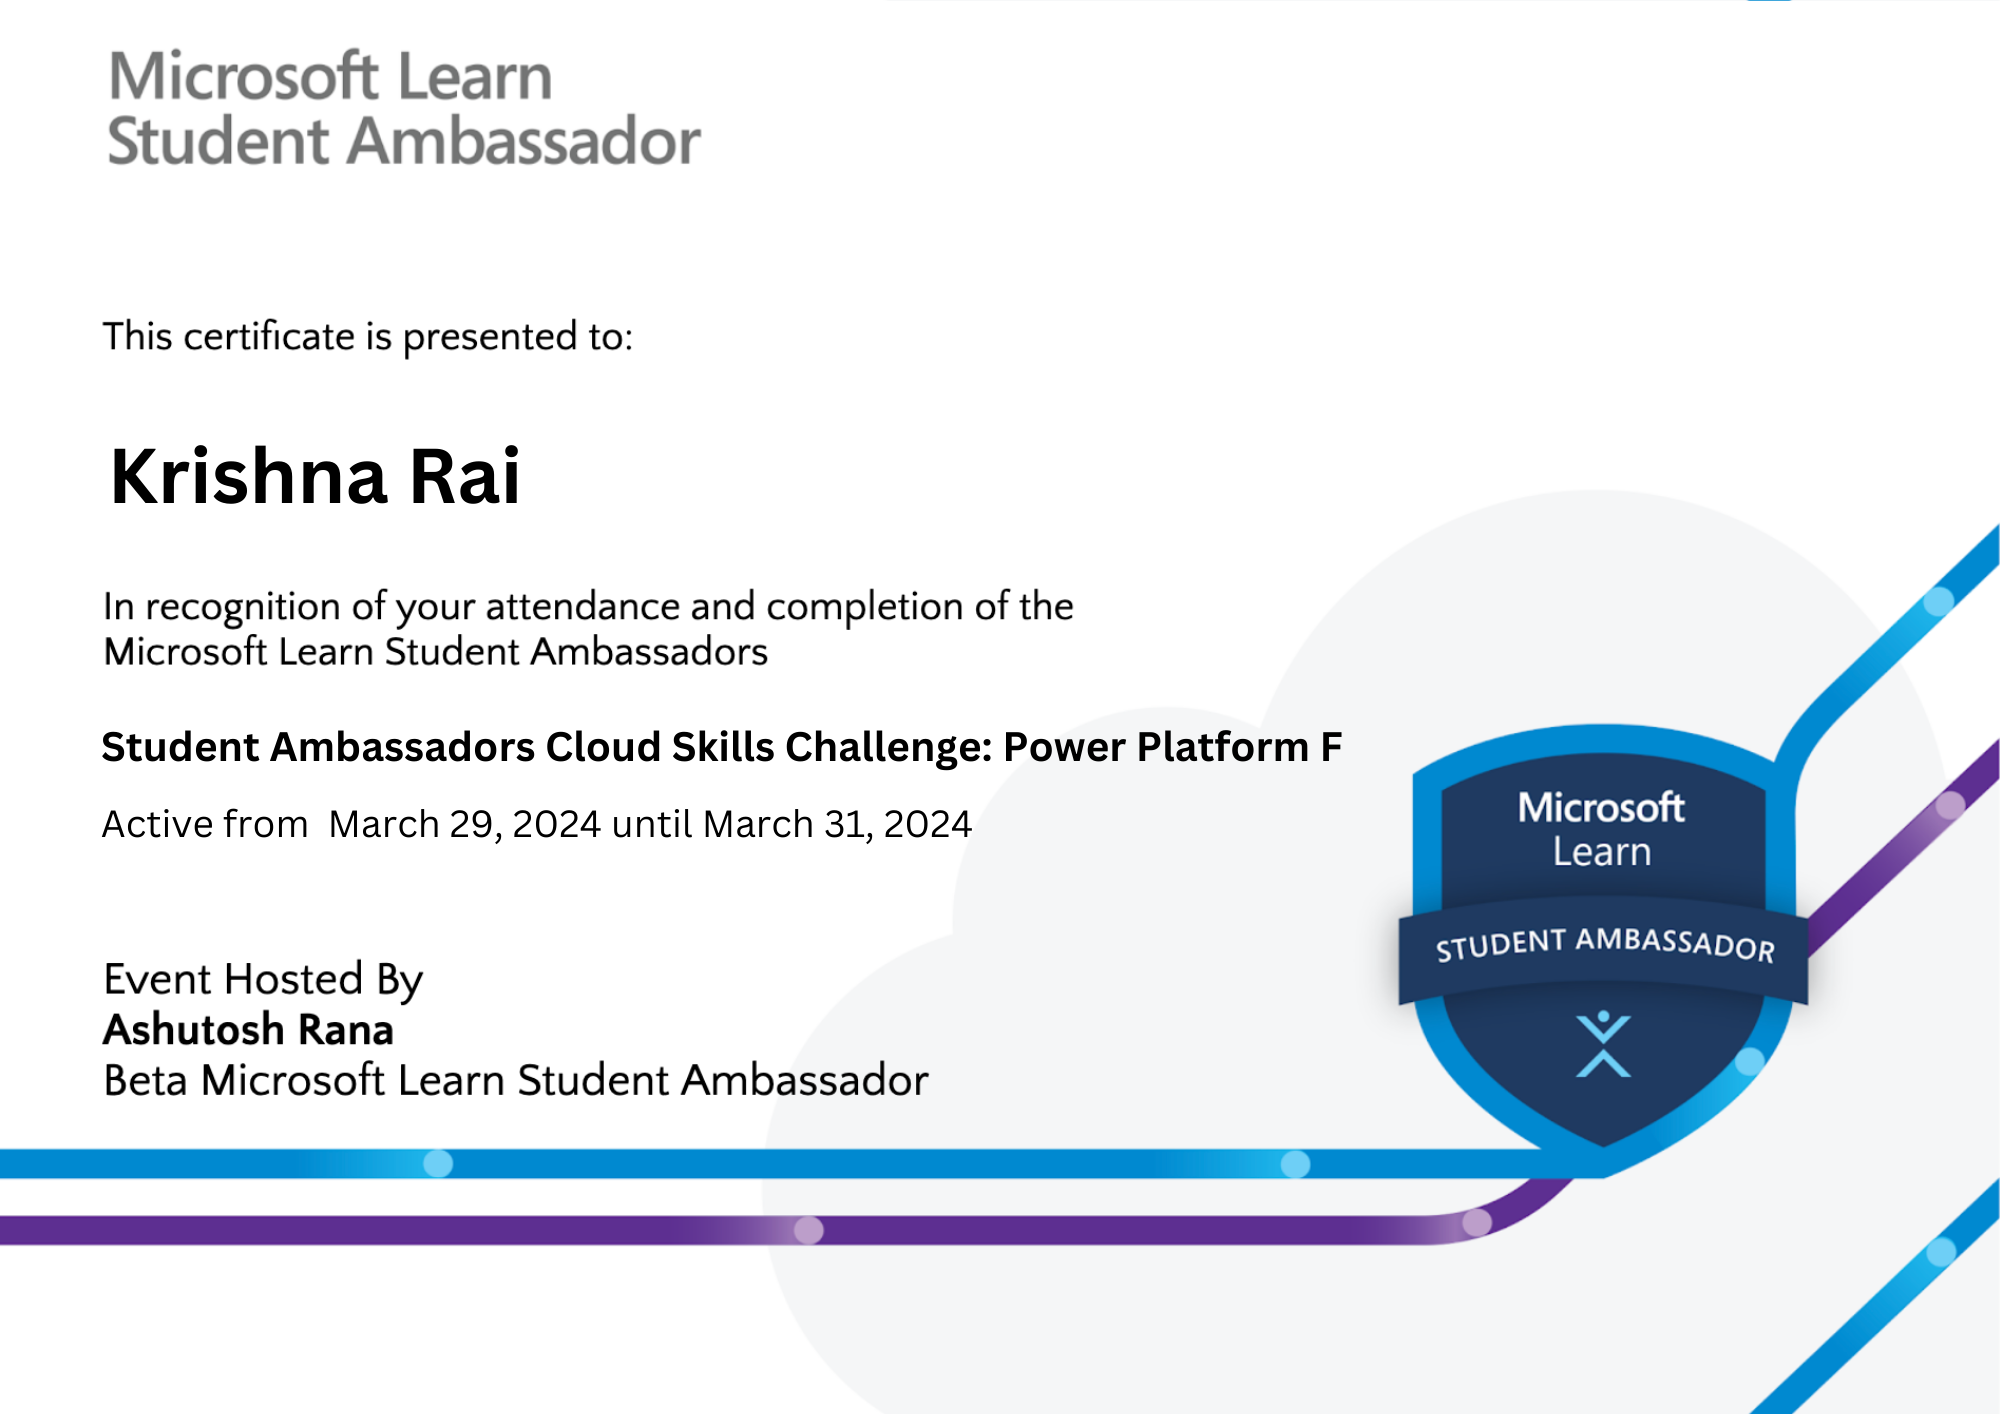 Microsoft Learn
Student Ambassador
This certificate is presented to:
Krishna Rai
In recognition of your attendance and completion of the
Microsoft Learn Student Ambassadors
Student Ambassadors Cloud Skills Challenge: Power Platform F
Active from  March 29, 2024 until March 31, 2024
Event Hosted By
Ashutosh Rana
Beta Microsoft Learn Student Ambassador
Microsoft
Learn
STUDENT AMBASSADOR